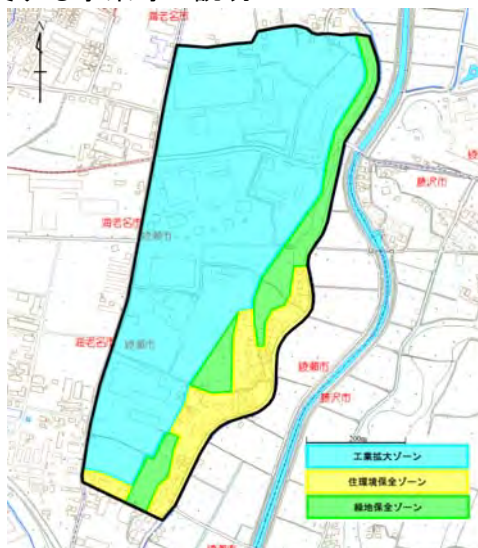 海老名市
藤沢市
海老名市
綾瀬市
海老名市
綾瀬市
綾瀬市
藤沢市
200m
工業拡大ゾーン
住環境保全ゾーン
緑地保全ゾーン